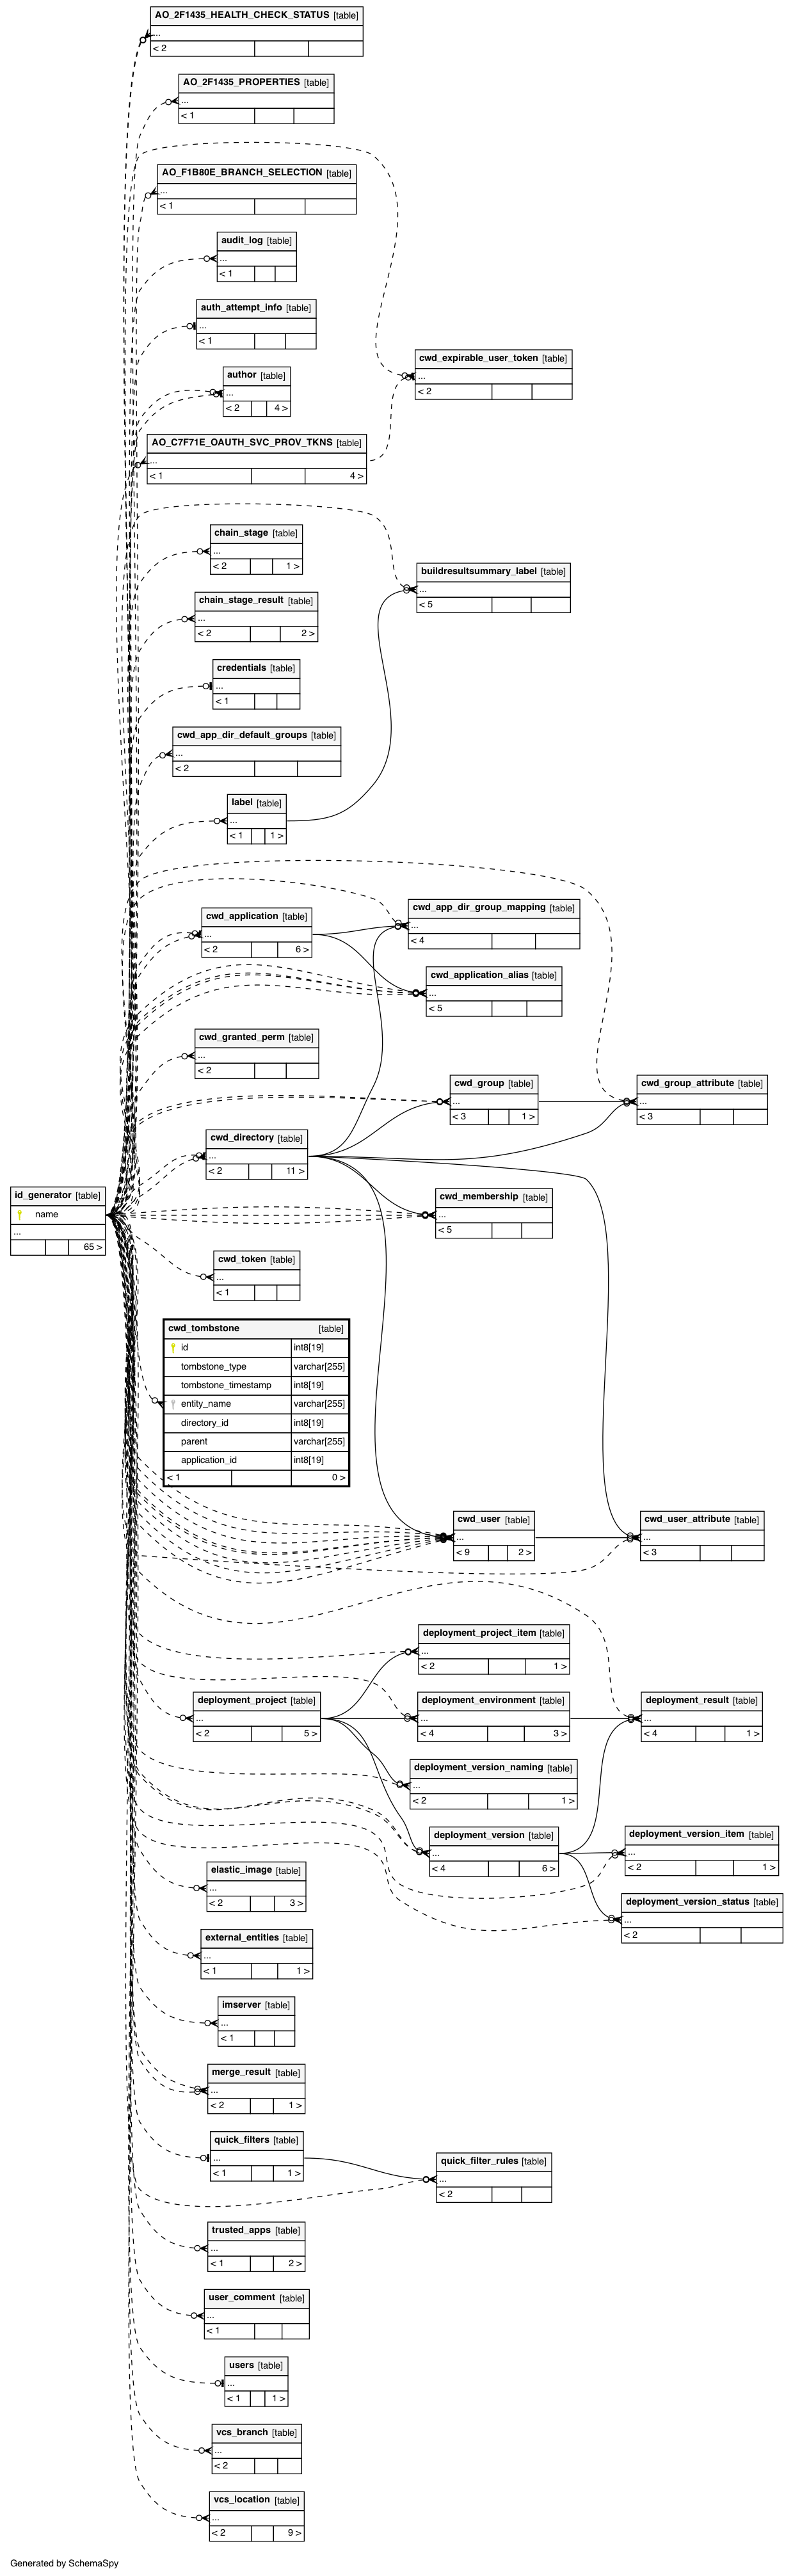 AO_2F1435_HEALTH_CHECK_STATUS [table]
...
< 2
AO_2F1435_PROPERTIES [table]
...
< 1
AO_F1B80E_BRANCH_SELECTION [table]
...
< 1
audit_log [table]
...
< 1
auth_attempt_info [table]
...
< 1
cwd_expirable_user_token [table]
...
< 2
author [table]
...
< 2 4 >
AO_C7F71E_OAUTH_SVC_PROV_TKNS [table]
...
< 1 4 >
chain_stage [table]
...
< 2 1 >
buildresultsummary_label [table]
...
< 5
chain_stage_result [table]
...
< 2 2 >
credentials [table]
...
< 1
cwd_app_dir_default_groups [table]
...
< 2
label [table]
...
< 1 1 >
cwd_app_dir_group_mapping [table]
...
< 4
cwd_application [table]
...
< 2 6 >
cwd_application_alias [table]
...
< 5
cwd_granted_perm [table]
...
< 2
cwd_group [table]
...
< 3 1 >
cwd_group_attribute [table]
...
< 3
cwd_directory [table]
...
< 2 11 >
id_generator [table]
name
...
65 >
cwd_membership [table]
...
< 5
cwd_token [table]
...
< 1
cwd_tombstone [table]
id int8[19]
tombstone_type varchar[255]
tombstone_timestamp int8[19]
entity_name varchar[255]
directory_id int8[19]
parent varchar[255]
application_id int8[19]
< 1 0 >
cwd_user [table]
...
< 9 2 >
cwd_user_attribute [table]
...
< 3
deployment_project_item [table]
...
< 2 1 >
deployment_project [table]
...
< 2 5 >
deployment_environment [table]
...
< 4 3 >
deployment_result [table]
...
< 4 1 >
deployment_version_naming [table]
...
< 2 1 >
deployment_version [table]
...
< 4 6 >
deployment_version_item [table]
...
< 2 1 >
elastic_image [table]
...
< 2 3 >
deployment_version_status [table]
...
< 2
external_entities [table]
...
< 1 1 >
imserver [table]
...
< 1
merge_result [table]
...
< 2 1 >
quick_filters [table]
...
< 1 1 >
quick_filter_rules [table]
...
< 2
trusted_apps [table]
...
< 1 2 >
user_comment [table]
...
< 1
users [table]
...
< 1 1 >
vcs_branch [table]
...
< 2
vcs_location [table]
...
< 2 9 >
Generated by SchemaSpy